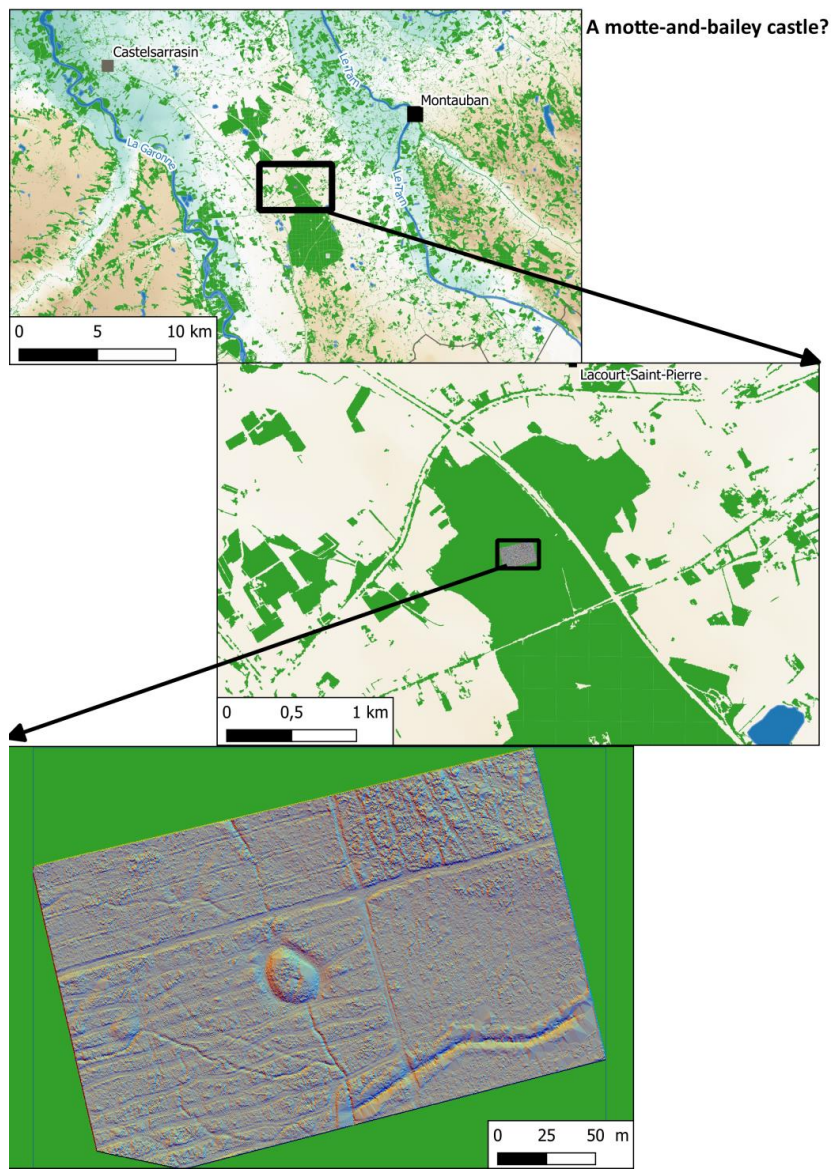 A motte-and-bailey castle?
Castelsarrasin
Le Tarn
Montauban
La Garonne
Le Tarn
0 5 10 km
Lacourt-Saint-Pierre
0 0,5 1 km
0 25 50 m